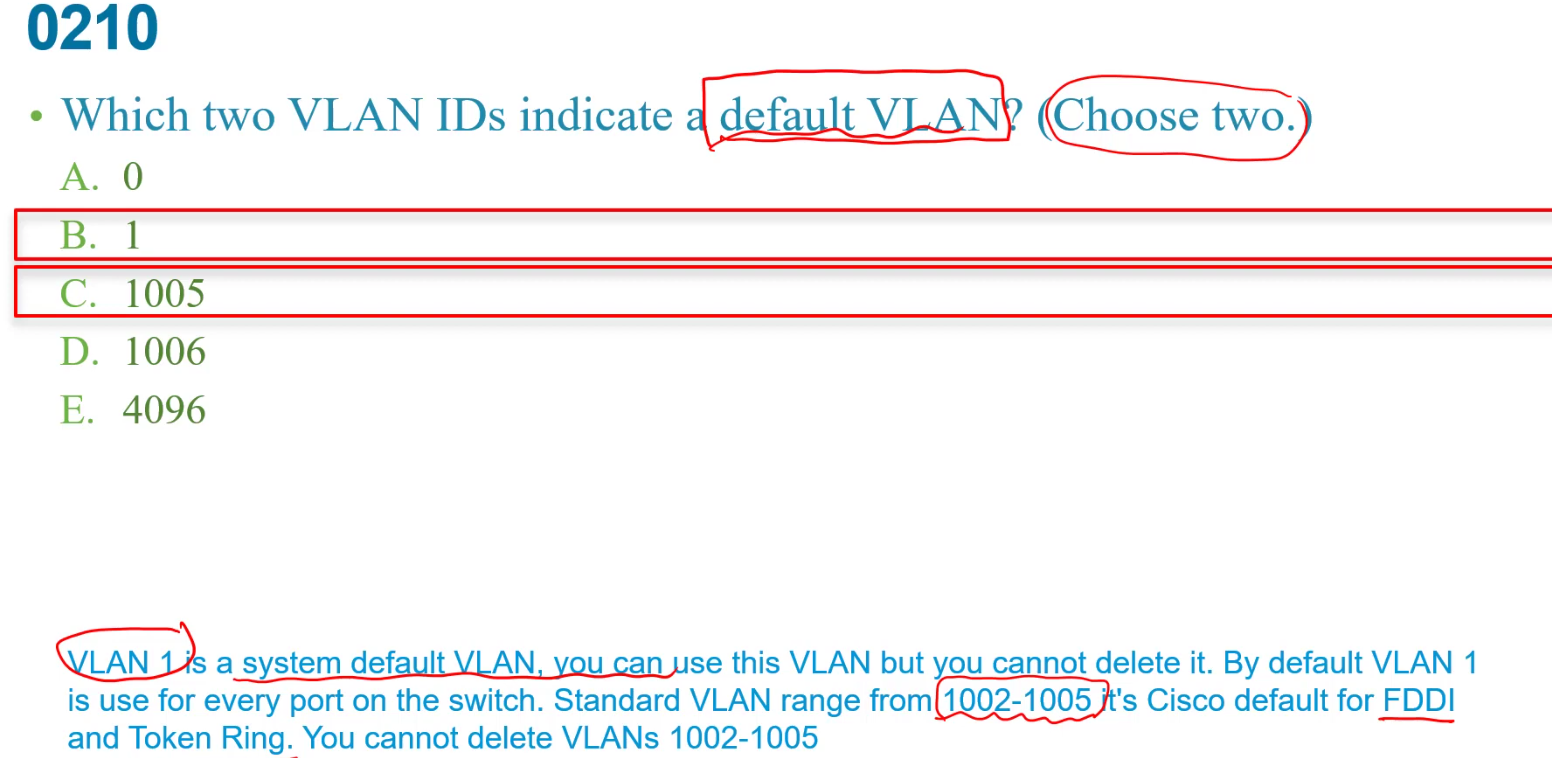 0210
• Which two VLAN IDs indicate a default VLAN? (Choose two.)
A. 0
B. 1
C. 1005
D. 1006
E. 4096
VLAN 1 is a system default VLAN, you can use this VLAN but you cannot delete it. By default VLAN 1
is use for every port on the switch. Standard VLAN range from 1002-1005 it's Cisco default for FDDI
and Token Ring. You cannot delete VLANs 1002-1005